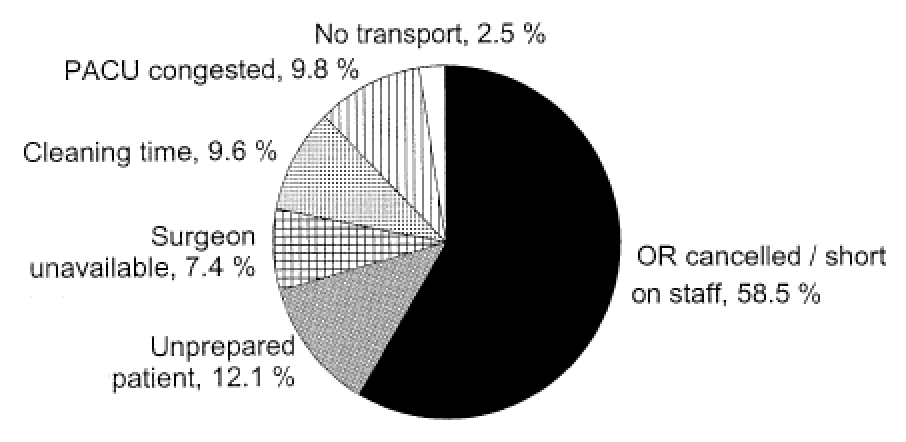 No transport, 2.5 %
PACU congested, 9.8 %
Cleaning time, 9.6 %
Surgeon
unavailable, 7.4 %
OR cancelled / short
on staff, 58.5 %
Unprepared
patient, 12.1 %